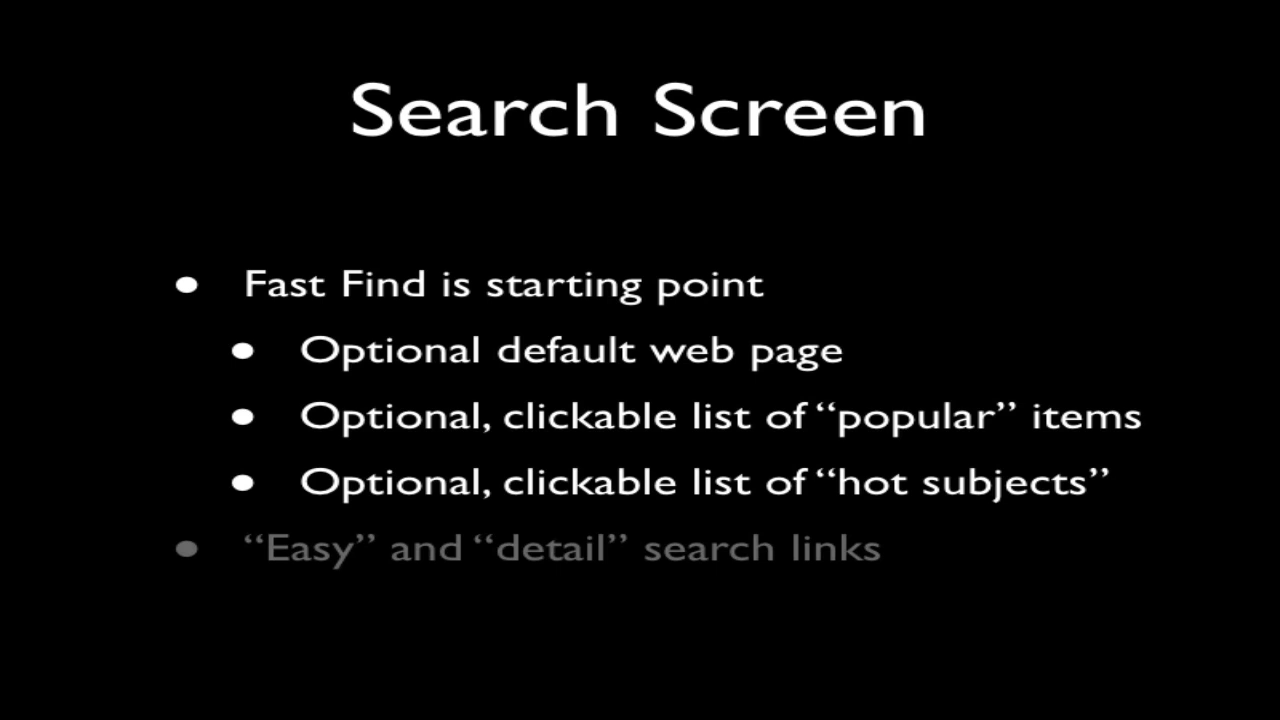 Search Screen
● Fast Find is starting point
● Optional default web page
● Optional, clickable list of “popular” items
● Optional, clickable list of “hot subjects”
● “Easy” and “detail” search links